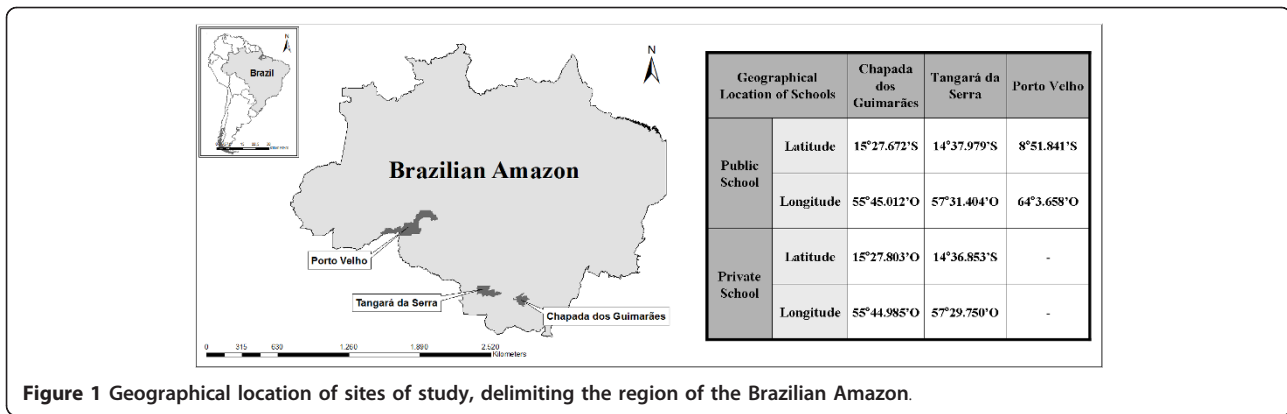 N
Brazil
Kilometers
N
Brazilian Amazon
Porto Velho
Tangará da Serra
Chapada dos Guimarães
0 315 630 1.260 1.890 2.520
Kilometers
Geographical Location of Schools Chapada dos Guimarães Tangará da Serra Porto Velho
Public School Latitude 15°27.672'S 14°37.979'S 8°51.841'S
Longitude 55°45.012'O 57°31.404'O 64°3.658'O
Private School Latitude 15°27.803'O 14°36.853'S -
Longitude 55°44.985'O 57°29.750'O -
Figure 1 Geographical location of sites of study, delimiting the region of the Brazilian Amazon.